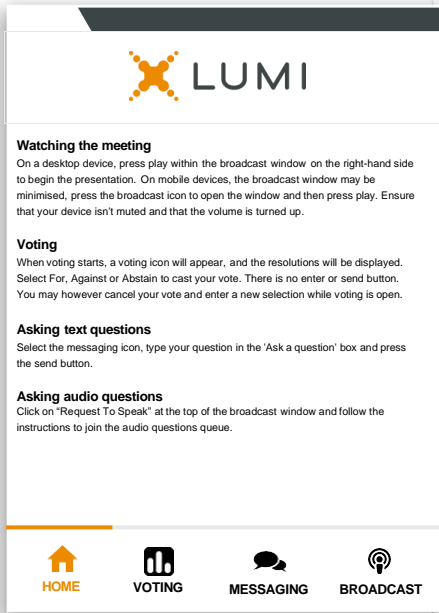 LUMI
Watching the meeting
On a desktop device, press play within the broadcast window on the right-hand side
to begin the presentation. On mobile devices, the broadcast window may be
minimised, press the broadcast icon to open the window and then press play. Ensure
that your device isn't muted and that the volume is turned up.
Voting
When voting starts, a voting icon will appear, and the resolutions will be displayed.
Select For, Against or Abstain to cast your vote. There is no enter or send button.
You may however cancel your vote and enter a new selection while voting is open.
Asking text questions
Select the messaging icon, type your question in the 'Ask a question' box and press
the send button.
Asking audio questions
Click on “Request To Speak” at the top of the broadcast window and follow the
instructions to join the audio questions queue.
HOME VOTING MESSAGING BROADCAST